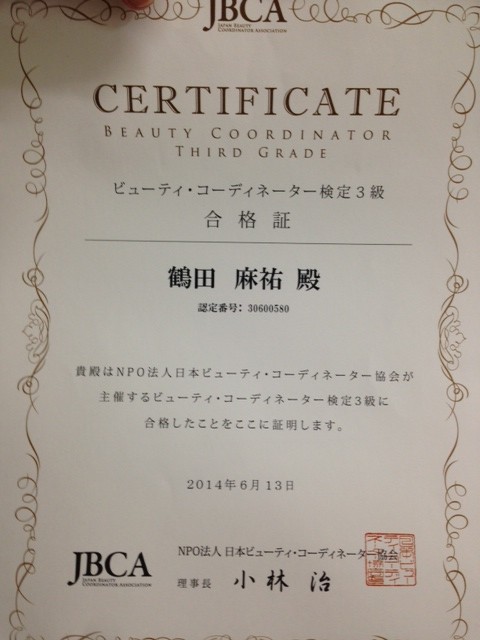 JBCA
JAPAN BEAUTY
COORDINATOR ASSOCIATION
CERTIFICATE
BEAUTY COORDINATOR
THIRD GRADE
ビューティ・コーディネーター検定3級
合格証
鶴田 麻祐 殿
認定番号: 30600580
貴殿はNPO法人日本ビューティ・コーディネーター協会が
主催するビューティ・コーディネーター検定3級に
合格したことをここに証明します。
2014年6月13日
JBCA
JAPAN BEAUTY
COORDINATOR ASSOCIATION
NPO法人 日本ビューティ・コーディネーター協会
理事長 小林 治